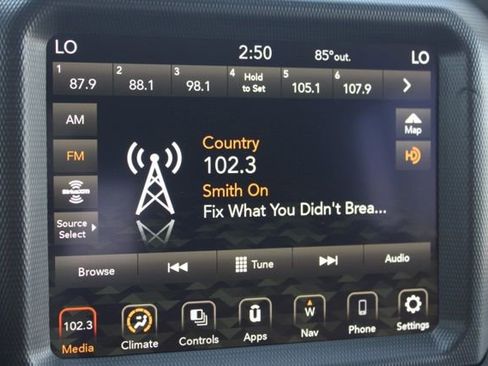 LO 2:50 85°out. LO
1 87.9 2 88.1 3 98.1 4 Hold to Set 5 105.1 6 107.9
AM
Map
Country
102.3
FM
HD
Smith On
Fix What You Didn't Brea...
SiriusXM
Source Select
Browse Tune Audio
102.3 W
Media Climate Controls Apps Nav Phone Settings